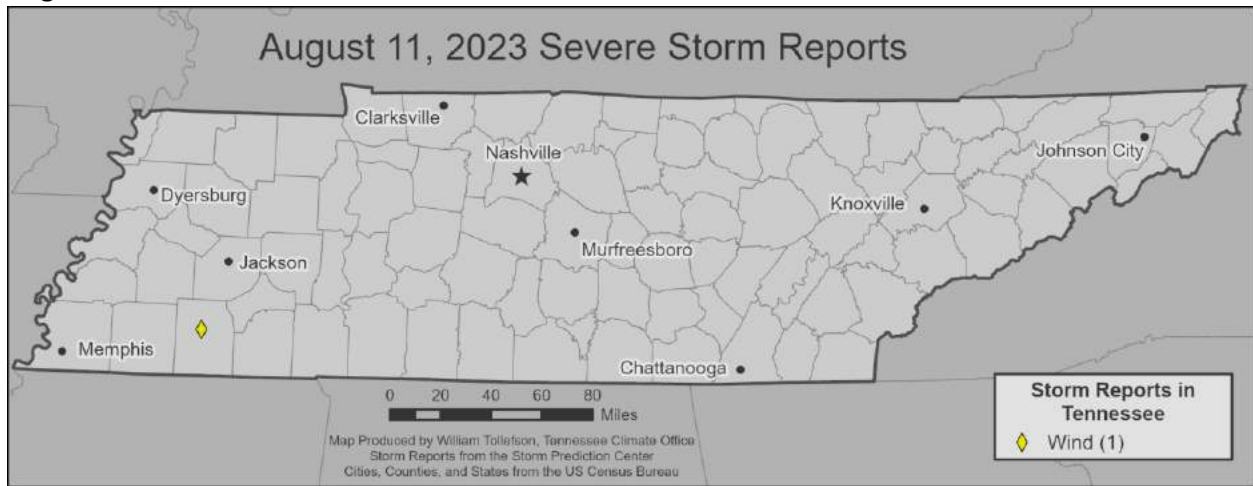 August 11, 2023 Severe Storm Reports
Clarksville
Nashville
Johnson City
Dyersburg
Knoxville
Murfreesboro
Jackson
Memphis
Chattanooga
0 20 40 60 80
Miles
Map Produced by William Tollefson, Tennessee Climate Office
Storm Reports from the Storm Prediction Center
Cities, Counties, and States from the US Census Bureau
Storm Reports in
Tennessee
Wind (1)